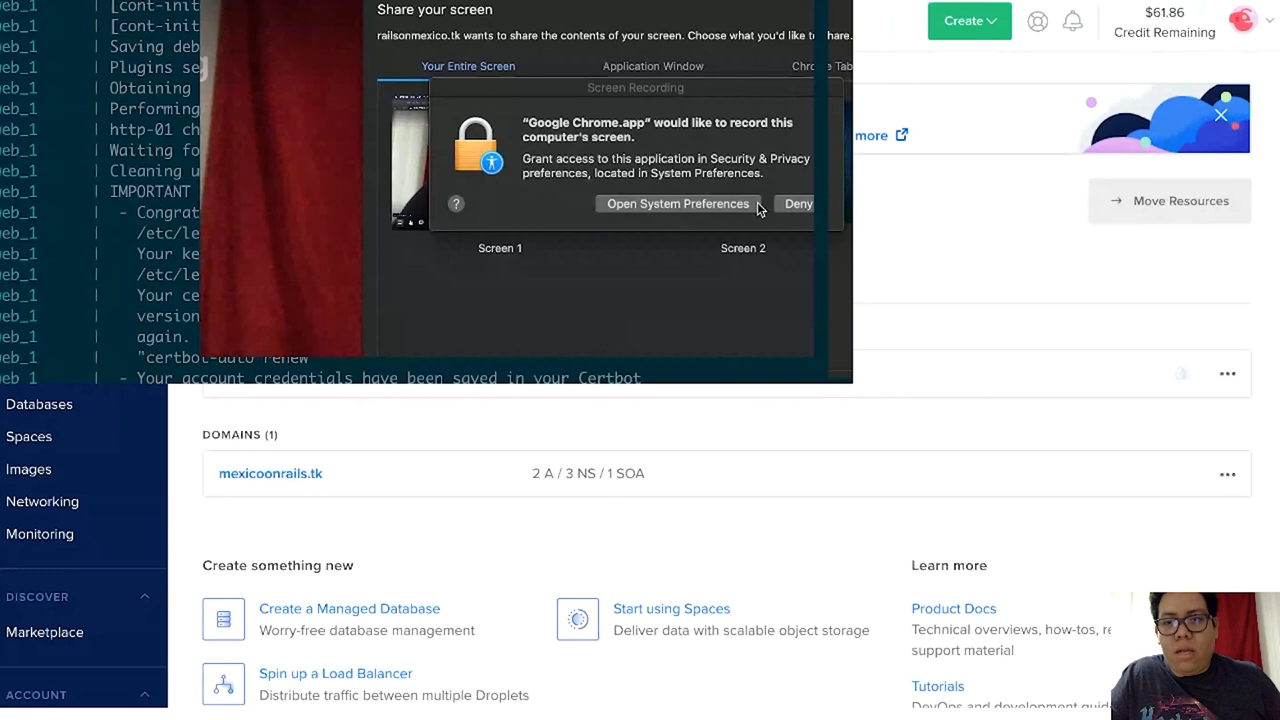 eb_1 | [cont-init
eb_1 | [cont-init
eb_1 | Saving deb
eb_1 | Plugins se
eb_1 | Obtaining
eb_1 | Performing
eb_1 | http-01 ch
eb_1 | Waiting fo
eb_1 | Cleaning u
eb_1 | IMPORTANT
eb_1 | - Congrat
eb_1 | /etc/le
eb_1 | Your ke
eb_1 | /etc/le
eb_1 | Your ce
eb_1 | version
eb_1 | again.
eb_1 | "certbot-auto renew"
eb_1 | - Your account credentials have been saved in your Certbot
Share your screen
railsonmexico.tk wants to share the contents of your screen. Choose what you'd like to share.
Your Entire Screen Application Window Chrome Tab
Screen Recording
“Google Chrome.app” would like to record this
computer's screen.
Grant access to this application in Security & Privacy
preferences, located in System Preferences.
? Open System Preferences Deny
Screen 1 Screen 2
Create
$61.86
Credit Remaining
more
→ Move Resources
Databases
Spaces
Images
Networking
Monitoring
DISCOVER
Marketplace
ACCOUNT
DOMAINS (1)
mexicoonrails.tk 2 A / 3 NS / 1 SOA
Create something new
Create a Managed Database
Worry-free database management
Start using Spaces
Deliver data with scalable object storage
Spin up a Load Balancer
Distribute traffic between multiple Droplets
Learn more
Product Docs
Technical overviews, how-tos, re
support material
Tutorials
DevOps and development guid